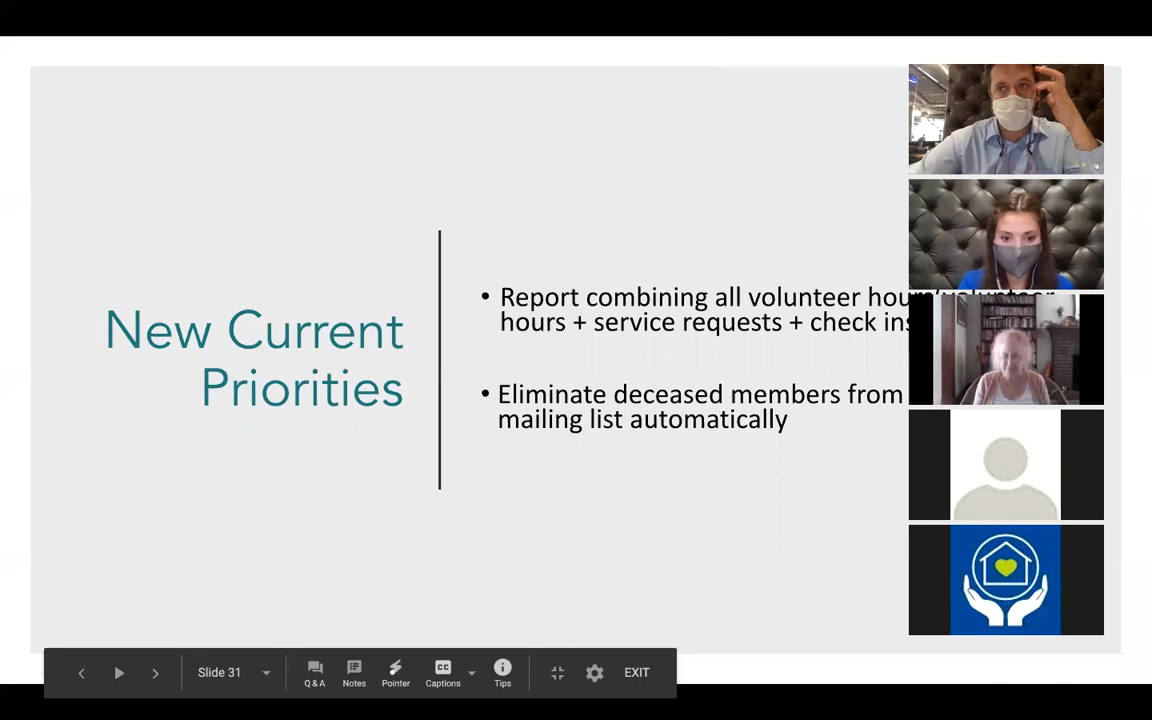 New Current
Priorities
• Report combining all volunteer hours/volunteer
hours + service requests + check ins
• Eliminate deceased members from
mailing list automatically
Slide 31
Q & A
Notes
Pointer
CC
Captions
Tips
EXIT